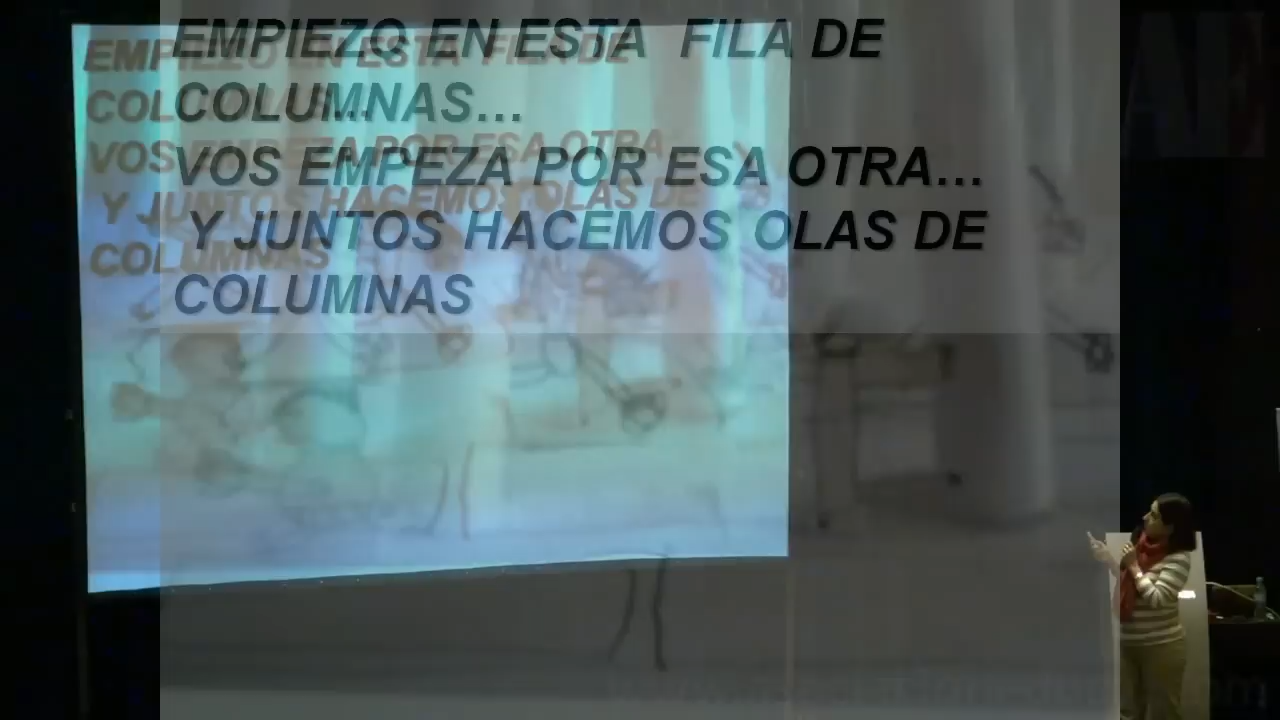 EMPIEZO EN ESTA FILA DE
COLUMNAS...
VOS EMPEZA POR ESA OTRA...
Y JUNTOS HACEMOS OLAS DE
COLUMNAS